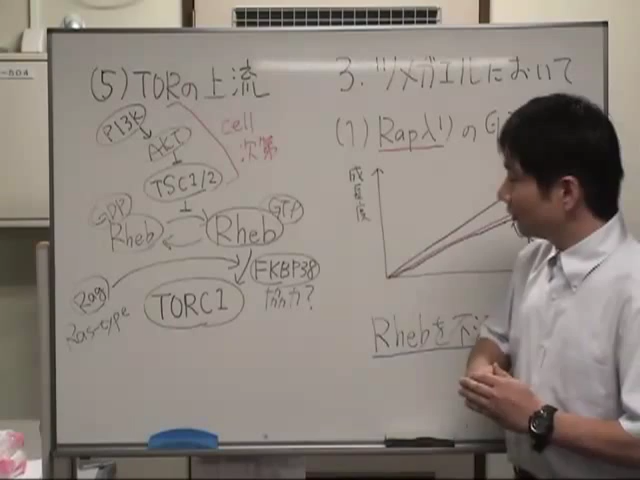 (5) TORの上流
PI3K
AKT
TSC1/2
cell
次第
GDP
Rheb
GTP
Rheb
FKBP38
協力?
Rag
Ras-type
TORC1
3. ツメガエルにおいて
(1) Rap入りの
成長度
Rhebを不